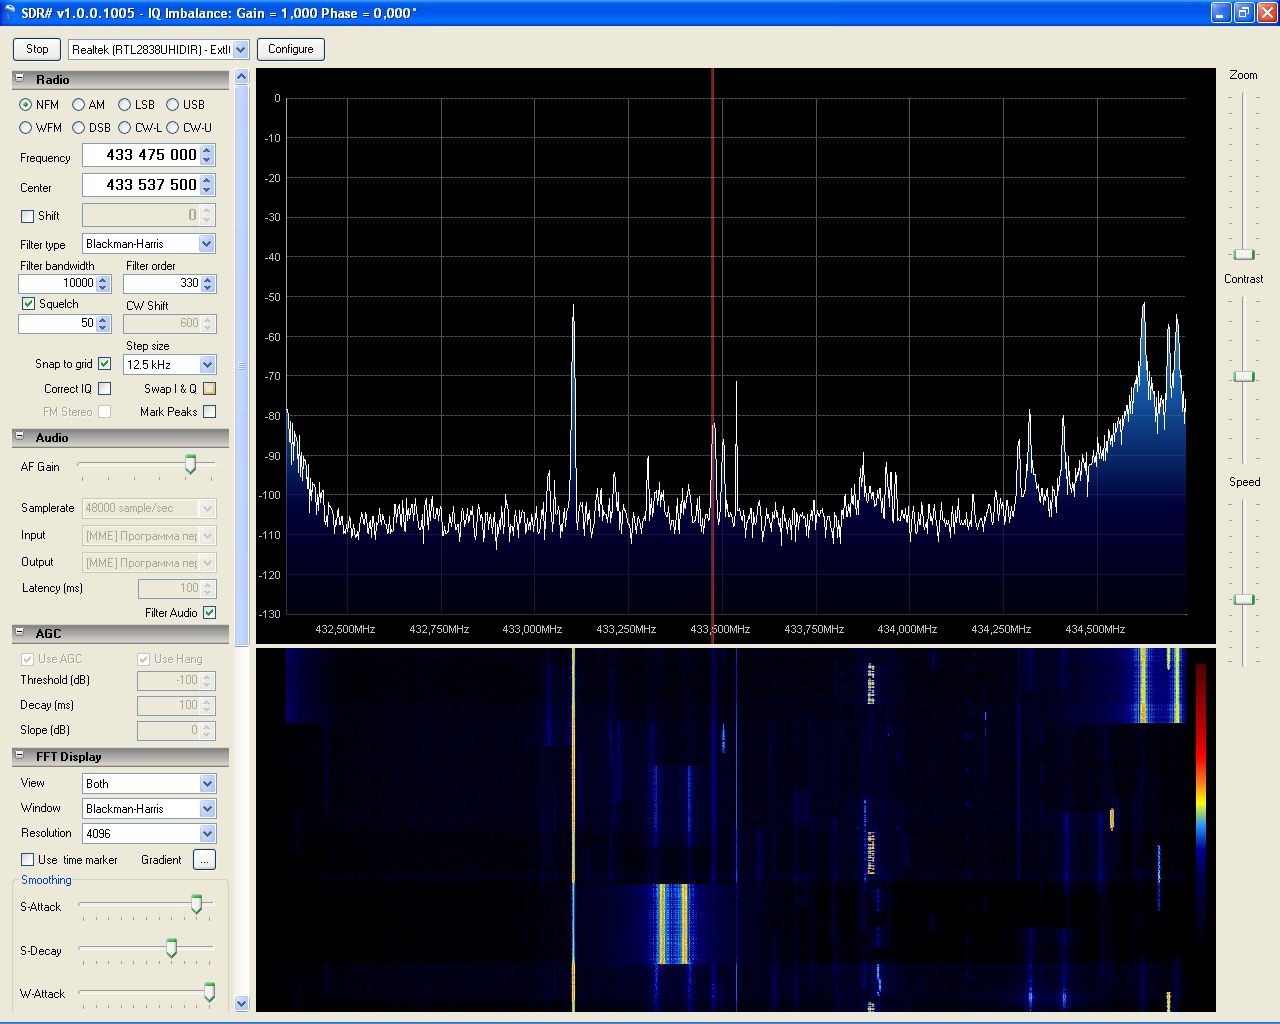 SDR# v1.0.0.1005 - IQ Imbalance: Gain = 1,000 Phase = 0,000°
Stop
Realtek (RTL2838UHIDIR) - ExtI
Configure
Radio
NFM AM LSB USB
WFM DSB CW-L CW-U
Frequency 433 475 000
Center 433 537 500
Shift 0
Filter type Blackman-Harris
Filter bandwidth Filter order
10000 330
Squelch CW Shift
50 600
Step size
Snap to grid 12.5 kHz
Correct IQ Swap I & Q
FM Stereo Mark Peaks
Audio
AF Gain
Samplerate 48000 sample/sec
Input [MME] Программа пер
Output [MME] Программа пер
Latency (ms) 100
Filter Audio
AGC
Use AGC Use Hang
Threshold (dB) -100
Decay (ms) 100
Slope (dB) 0
FFT Display
View Both
Window Blackman-Harris
Resolution 4096
Use time marker Gradient ...
Smoothing
S-Attack
S-Decay
W-Attack
0
-10
-20
-30
-40
-50
-60
-70
-80
-90
-100
-110
-120
-130
432,500MHz 432,750MHz 433,000MHz 433,250MHz 433,500MHz 433,750MHz 434,000MHz 434,250MHz 434,500MHz
Zoom
Contrast
Speed